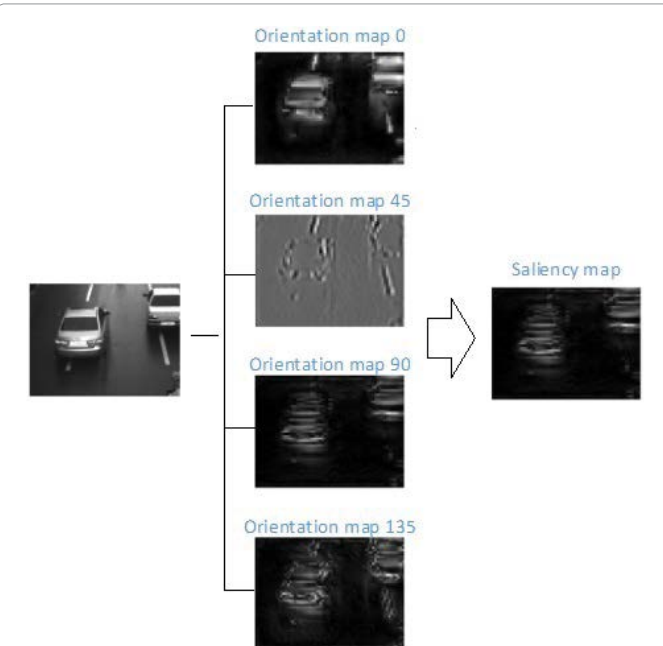 Orientation map 0
Orientation map 45
Saliency map
Orientation map 90
Orientation map 135